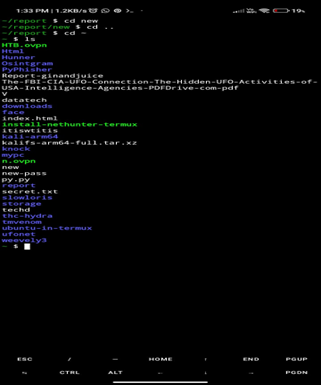 1:33 PM | 1.2KB/s
19%
~/report $ cd new
~/report/new $ cd ..
~/report $ cd ~
~ $ ls
HTB.ovpn
Html
Hunner
Osintgram
PyPhisher
Report-ginandjuice
The-FBI-CIA-UFO-Connection-The-Hidden-UFO-Activities-of-
USA-Intelligence-Agencies-PDFDrive-com-pdf
V
datatech
downloads
face
index.html
install-nethunter-termux
itiswtitis
kali-arm64
kalifs-arm64-full.tar.xz
knock
mypc
n.ovpn
new
new-pass
py.py
report
secret.txt
slowloris
storage
techd
thc-hydra
tmvenom
ubuntu-in-termux
ufonet
weevely3
~ $
ESC / — HOME ↑ END PGUP
CTRL ALT ← ↓ → PGDN